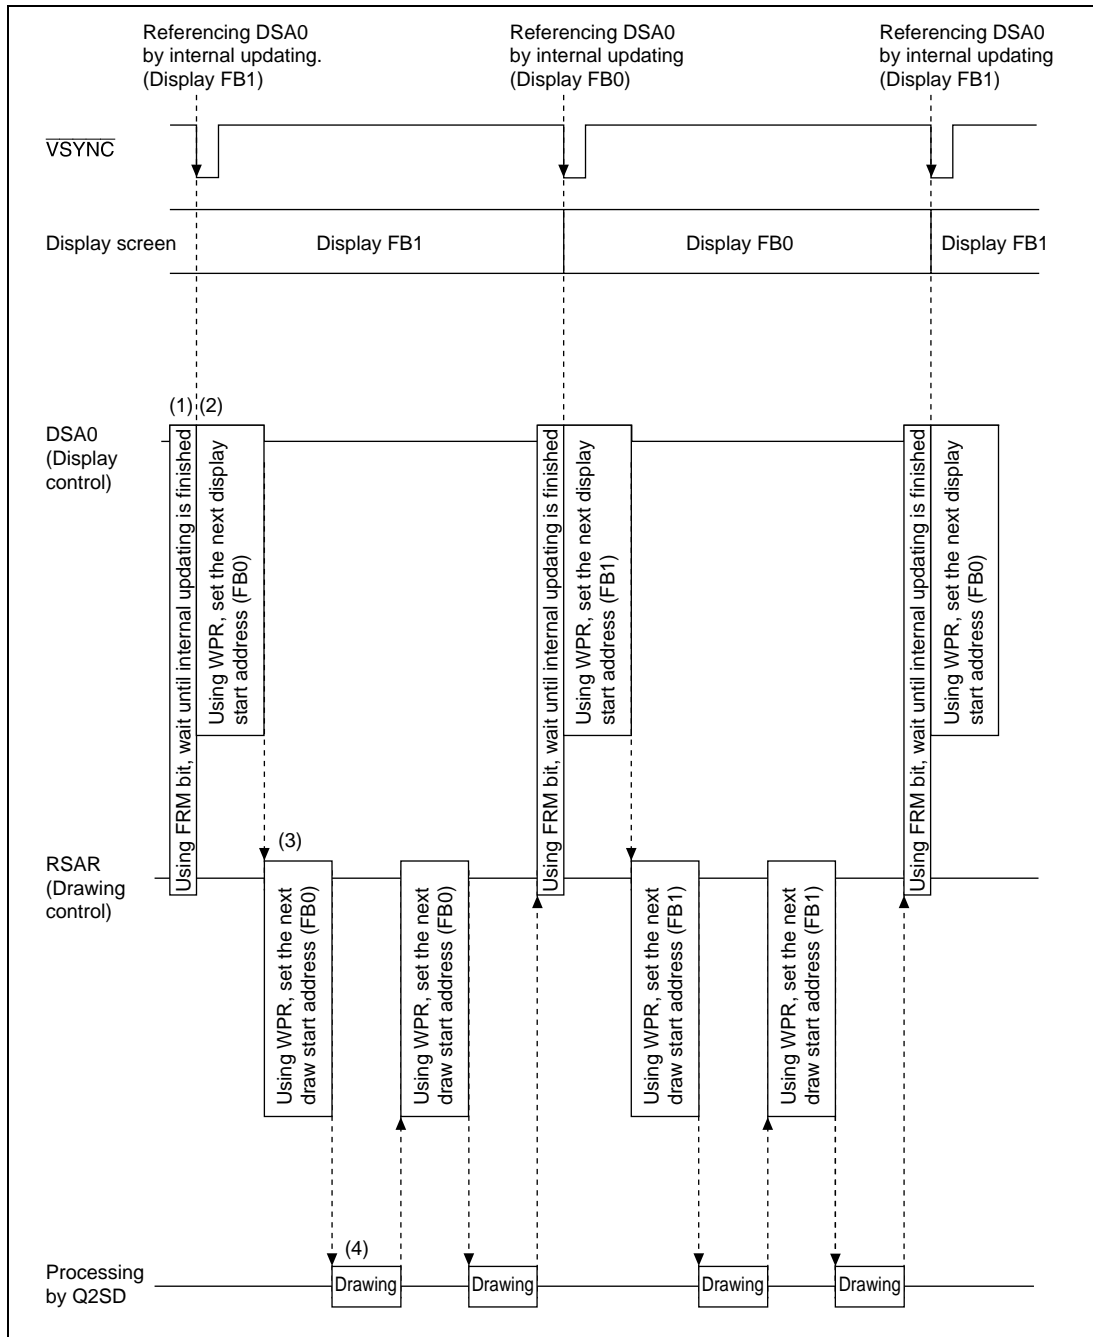 Referencing DSA0
by internal updating.
(Display FB1)
Referencing DSA0
by internal updating
(Display FB0)
Referencing DSA0
by internal updating
(Display FB1)
VSYNC
Display screen
Display FB1
Display FB0
Display FB1
(1)
(2)
DSA0
(Display
control)
Using FRM bit, wait until internal updating is finished
Using WPR, set the next display
start address (FB0)
Using FRM bit, wait until internal updating is finished
Using WPR, set the next display
start address (FB1)
Using FRM bit, wait until internal updating is finished
Using WPR, set the next display
start address (FB0)
RSAR
(Drawing
control)
(3)
Using WPR, set the next
draw start address (FB0)
Using WPR, set the next
draw start address (FB0)
Using WPR, set the next
draw start address (FB1)
Using WPR, set the next
draw start address (FB1)
Processing
by Q2SD
(4)
Drawing
Drawing
Drawing
Drawing